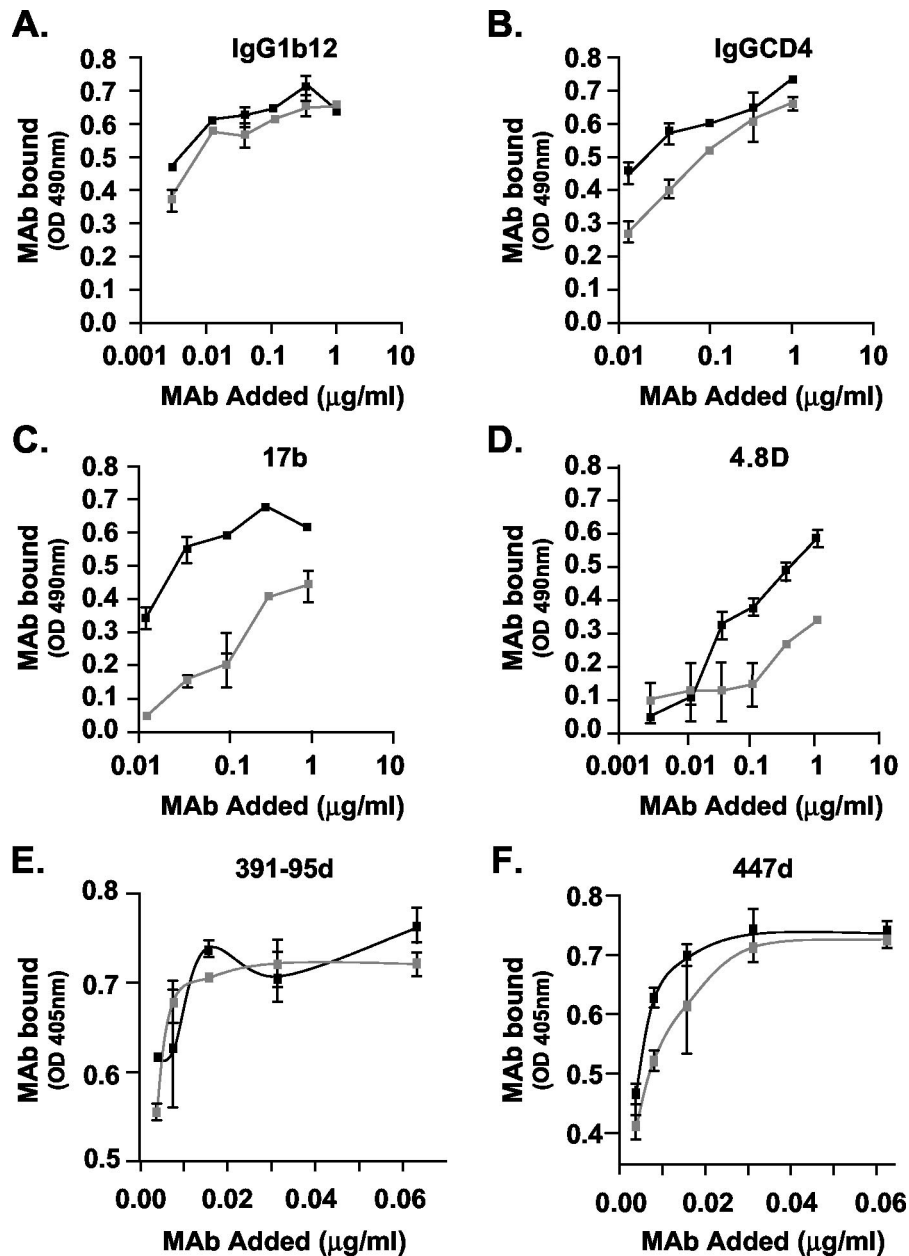 A.
IgG1b12
MAb bound
(OD 490nm)
0.8
0.7
0.6
0.5
0.4
0.3
0.2
0.1
0.0
0.001 0.01 0.1 1 10
MAb Added (µg/ml)
B.
IgGCD4
MAb bound
(OD 490nm)
0.8
0.7
0.6
0.5
0.4
0.3
0.2
0.1
0.0
0.01 0.1 1 10
MAb Added (µg/ml)
C.
17b
MAb bound
(OD 490nm)
0.8
0.7
0.6
0.5
0.4
0.3
0.2
0.1
0.0
0.01 0.1 1 10
MAb Added (µg/ml)
D.
4.8D
MAb bound
(OD 490nm)
0.8
0.7
0.6
0.5
0.4
0.3
0.2
0.1
0.0
0.001 0.01 0.1 1 10
MAb Added (µg/ml)
E.
391-95d
MAb bound
(OD 405nm)
0.8
0.7
0.6
0.5
0.00 0.02 0.04 0.06
MAb Added (µg/ml)
F.
447d
MAb bound
(OD 405nm)
0.8
0.7
0.6
0.5
0.4
0.00 0.02 0.04 0.06
MAb Added (µg/ml)